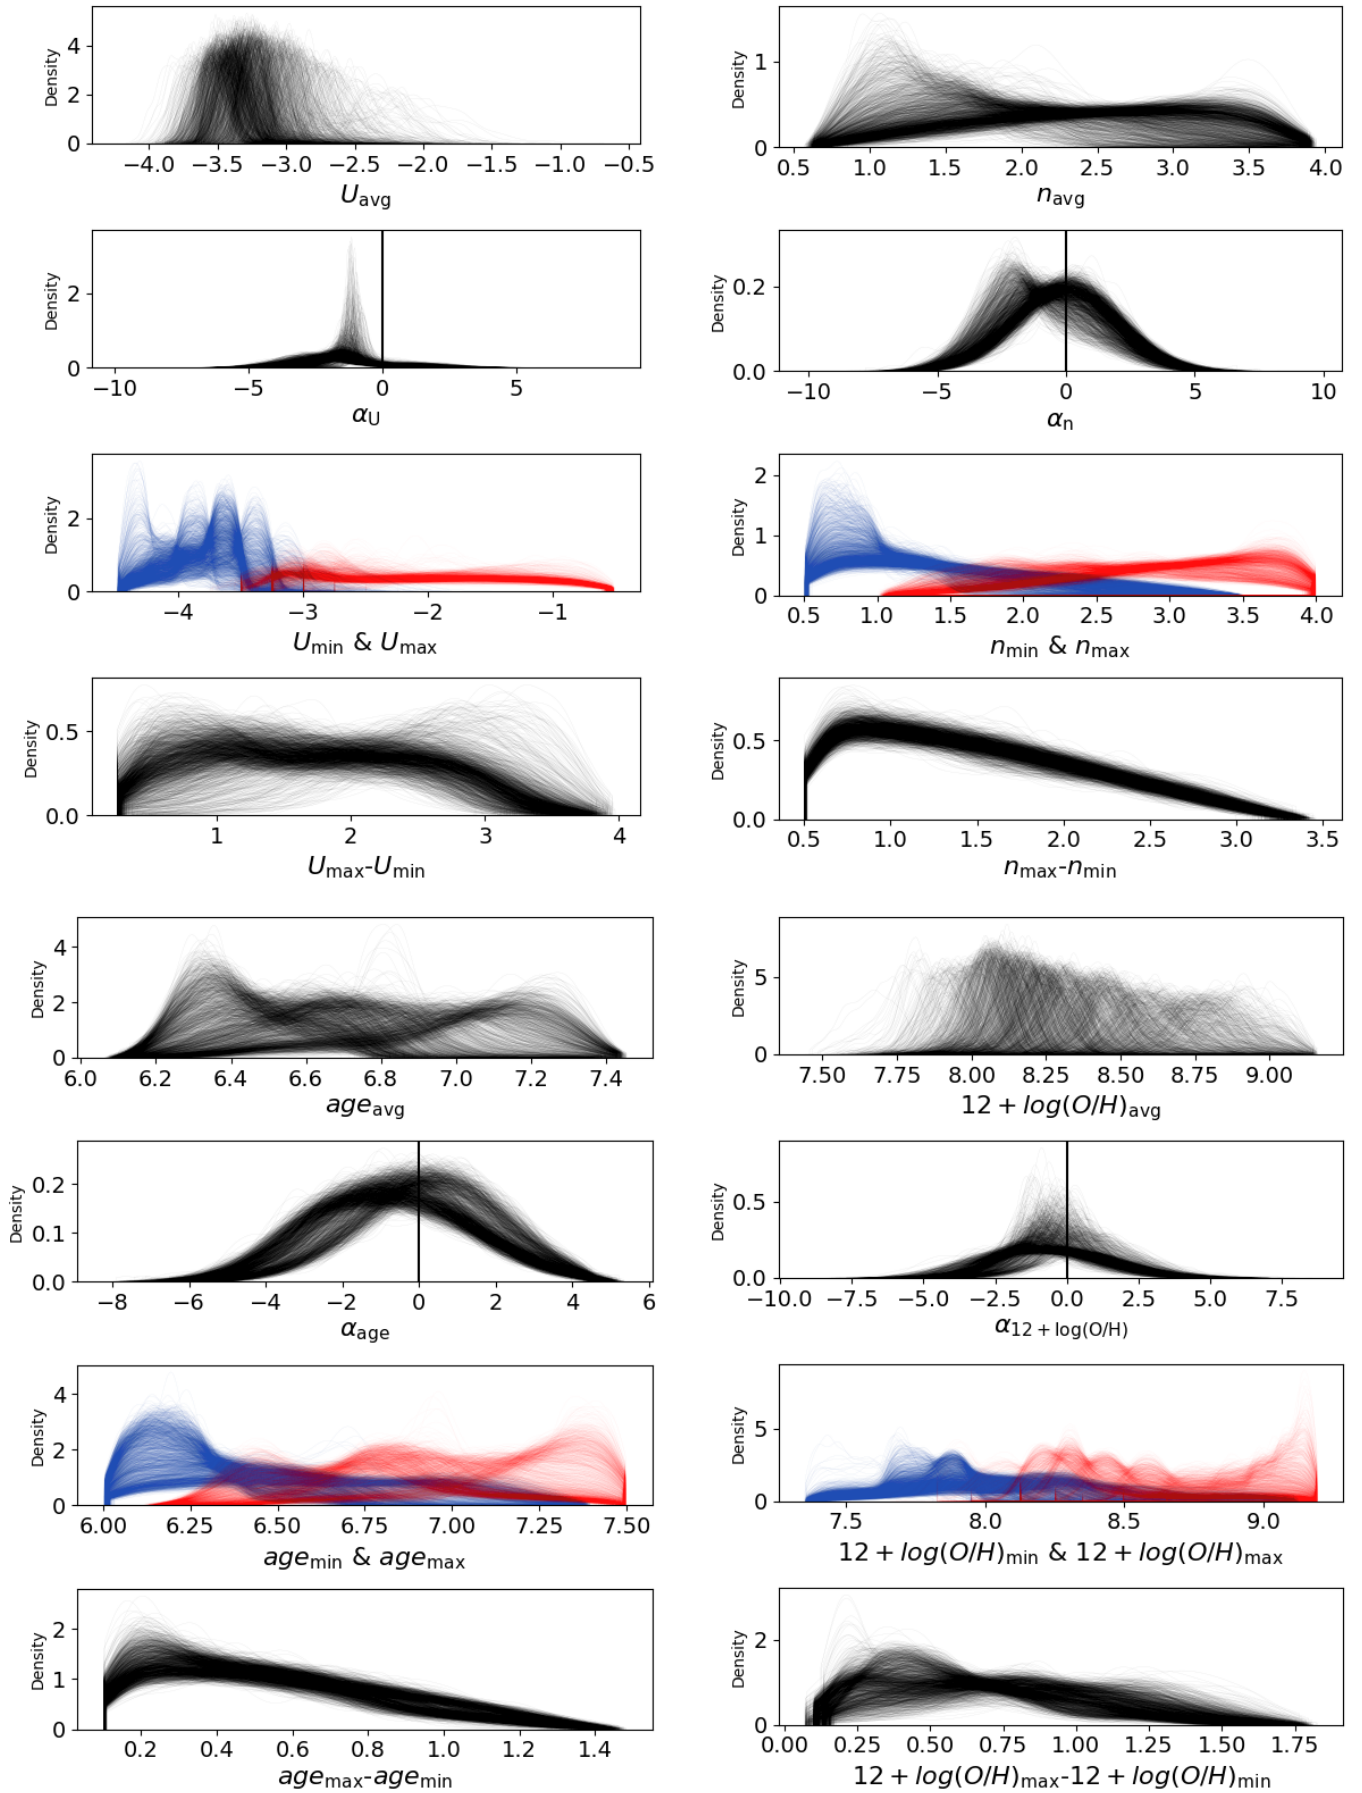 Density
4
2
0
−4.0 −3.5 −3.0 −2.5 −2.0 −1.5 −1.0 −0.5
U_avg
Density
1
0
0.5 1.0 1.5 2.0 2.5 3.0 3.5 4.0
n_avg
Density
2
0
−10 −5 0 5
α_U
Density
0.2
0.0
−10 −5 0 5 10
α_n
Density
2
0
−4 −3 −2 −1
U_min & U_max
Density
2
1
0
0.5 1.0 1.5 2.0 2.5 3.0 3.5 4.0
n_min & n_max
Density
0.5
0.0
1 2 3 4
U_max-U_min
Density
0.5
0.0
0.5 1.0 1.5 2.0 2.5 3.0 3.5
n_max-n_min
Density
4
2
0
6.0 6.2 6.4 6.6 6.8 7.0 7.2 7.4
age_avg
Density
5
0
7.50 7.75 8.00 8.25 8.50 8.75 9.00
12 + log(O/H)_avg
Density
0.2
0.1
0.0
−8 −6 −4 −2 0 2 4 6
α_age
Density
0.5
0.0
−10.0 −7.5 −5.0 −2.5 0.0 2.5 5.0 7.5
α_12 + log(O/H)
Density
4
2
0
6.00 6.25 6.50 6.75 7.00 7.25 7.50
age_min & age_max
Density
5
0
7.5 8.0 8.5 9.0
12 + log(O/H)_min & 12 + log(O/H)_max
Density
2
1
0
0.2 0.4 0.6 0.8 1.0 1.2 1.4
age_max-age_min
Density
2
0
0.00 0.25 0.50 0.75 1.00 1.25 1.50 1.75
12 + log(O/H)_max-12 + log(O/H)_min